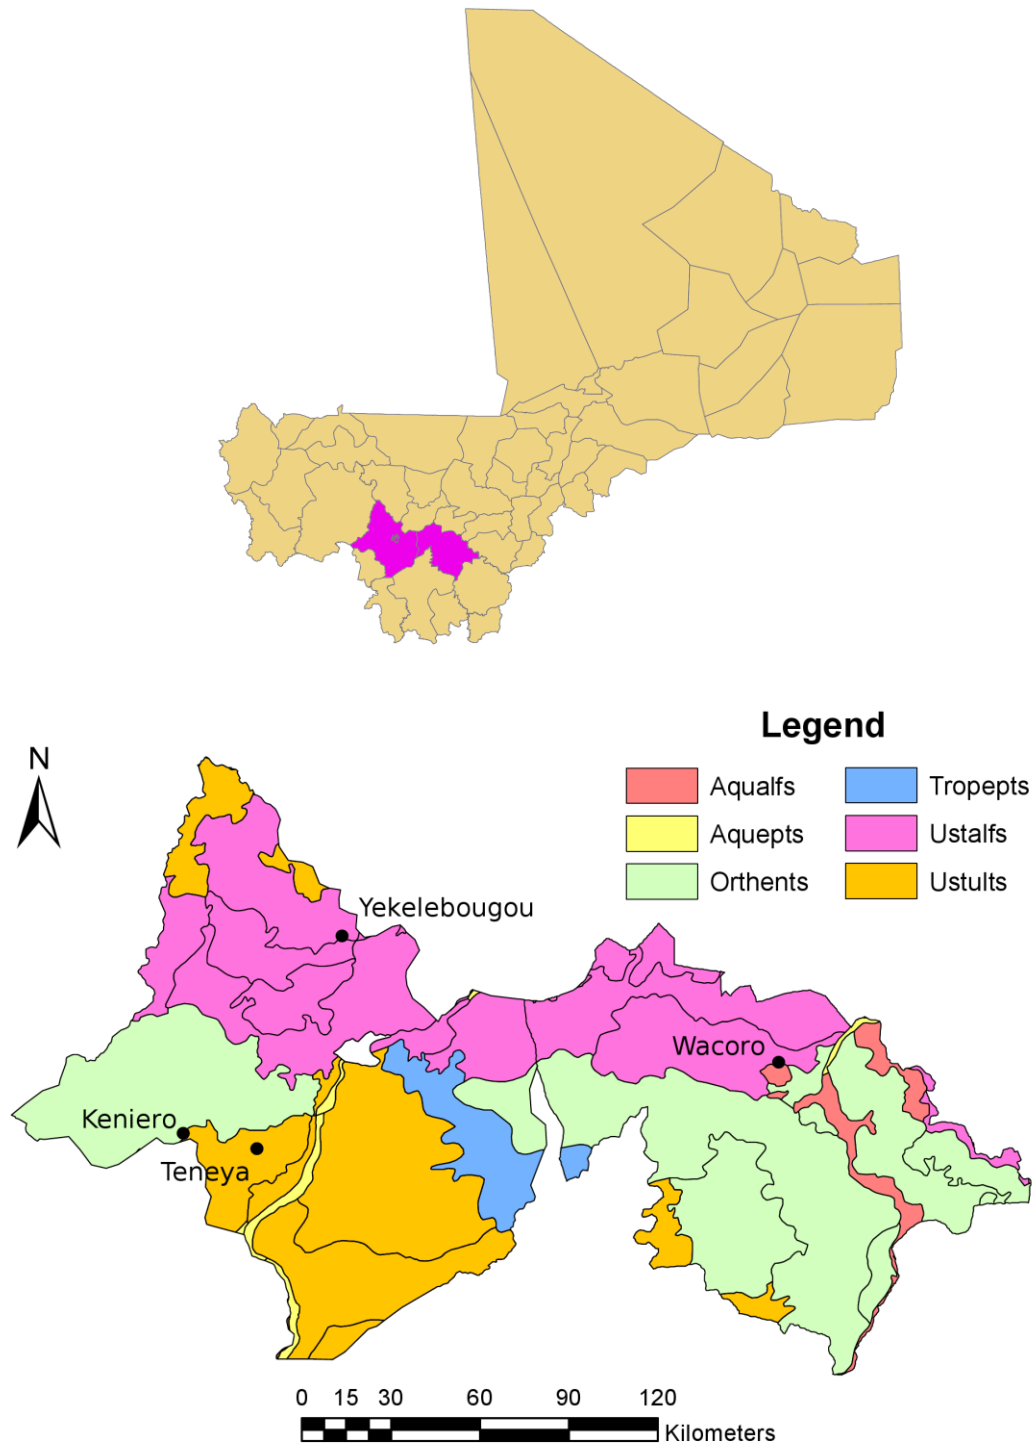 Legend
N
Aqualfs
Tropepts
Aquepts
Ustalfs
Orthents
Ustults
Yekelebougou
Wacoro
Keniero
Teneya
0 15 30 60 90 120
Kilometers